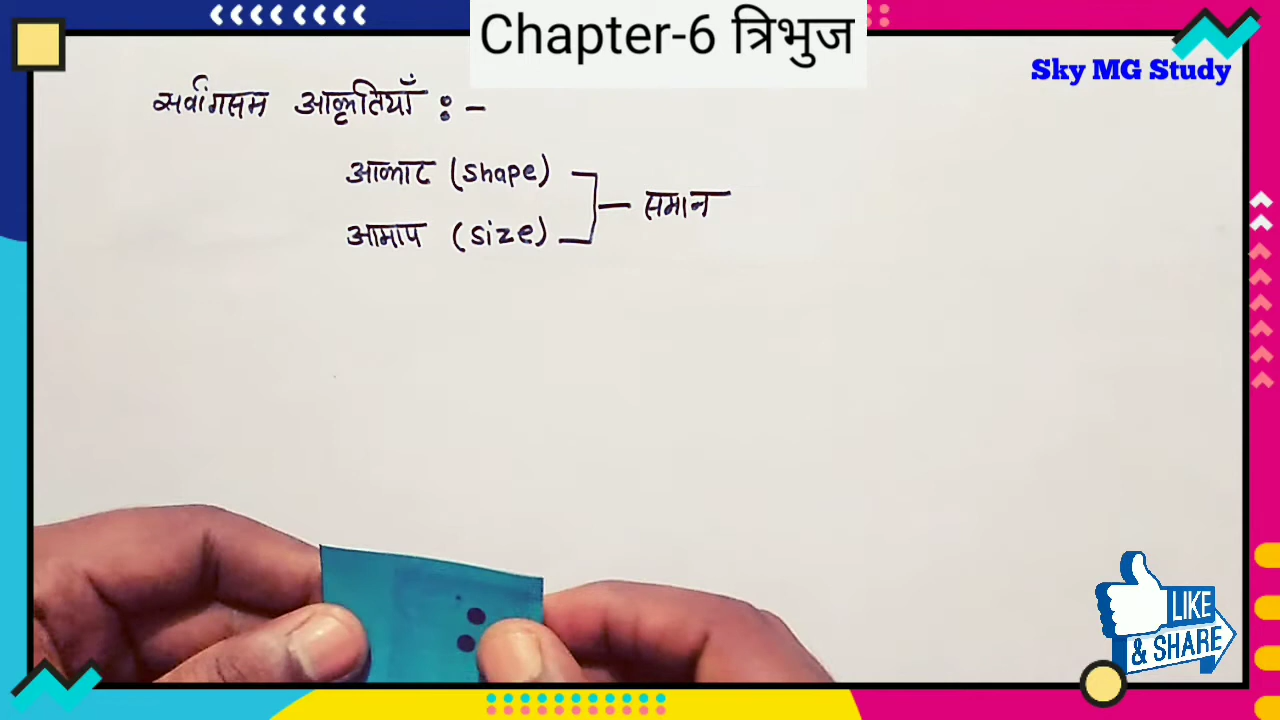 Chapter-6 त्रिभुज
Sky MG Study
सर्वांगसम आकृतियाँ :-
आकार (shape)
आमाप (size)
समान
LIKE
& SHARE